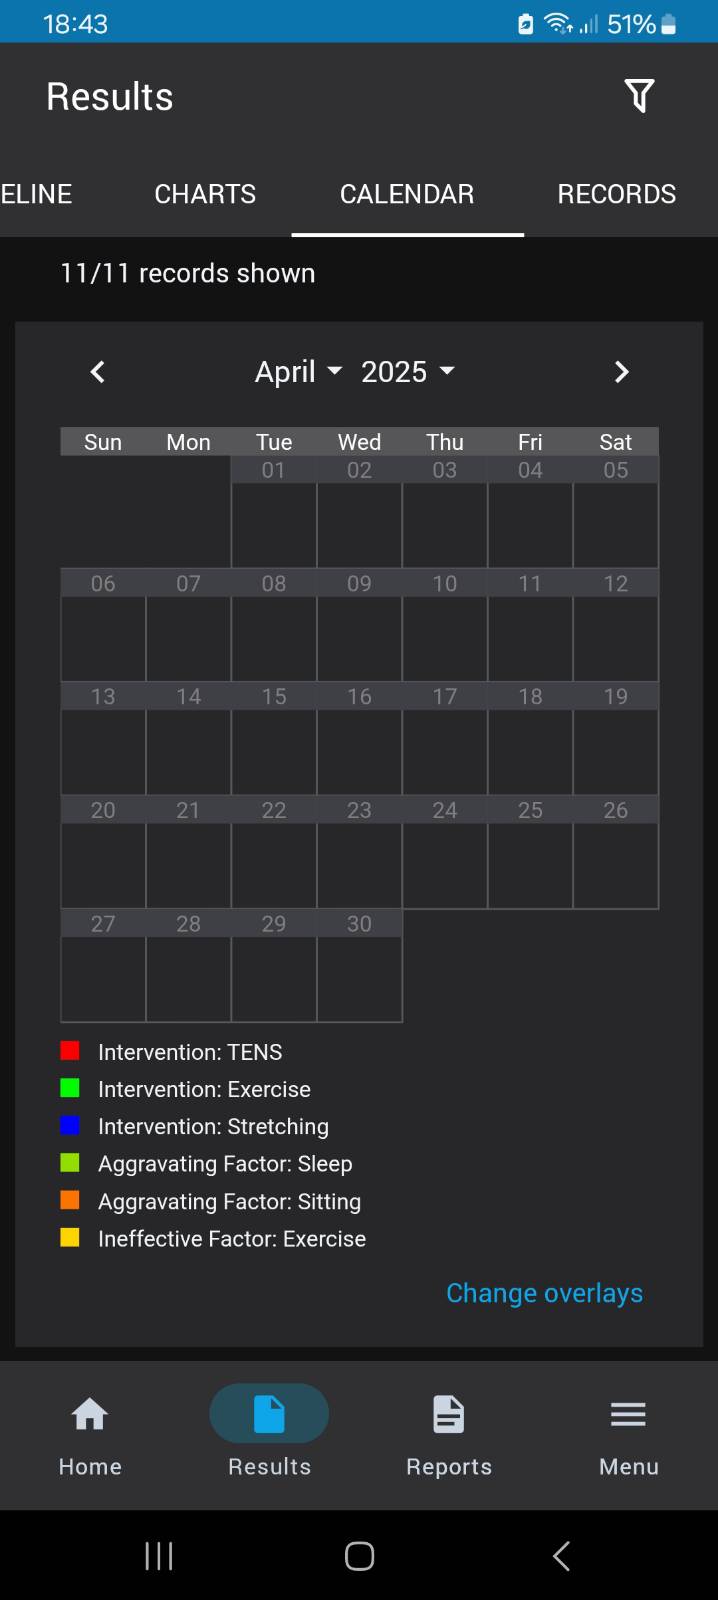 18:43 51%
Results
ELINE CHARTS CALENDAR RECORDS
11/11 records shown
April 2025
Sun Mon Tue Wed Thu Fri Sat
01 02 03 04 05
06 07 08 09 10 11 12
13 14 15 16 17 18 19
20 21 22 23 24 25 26
27 28 29 30
Intervention: TENS
Intervention: Exercise
Intervention: Stretching
Aggravating Factor: Sleep
Aggravating Factor: Sitting
Ineffective Factor: Exercise
Change overlays
Home Results Reports Menu